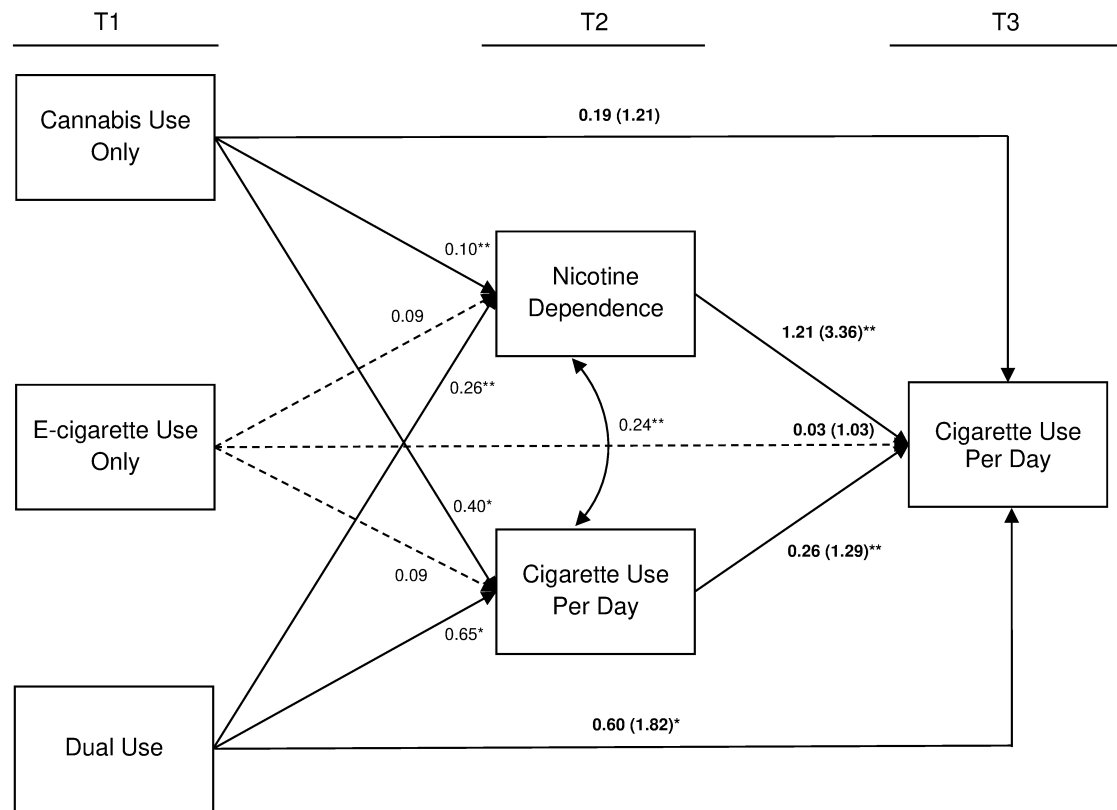 T1
T2
T3
Cannabis Use
Only
0.19 (1.21)
0.10**
Nicotine
Dependence
0.09
1.21 (3.36)**
0.26**
E-cigarette Use
Only
0.24**
0.03 (1.03)
Cigarette Use
Per Day
0.40*
0.09
Cigarette Use
Per Day
0.26 (1.29)**
0.65*
Dual Use
0.60 (1.82)*